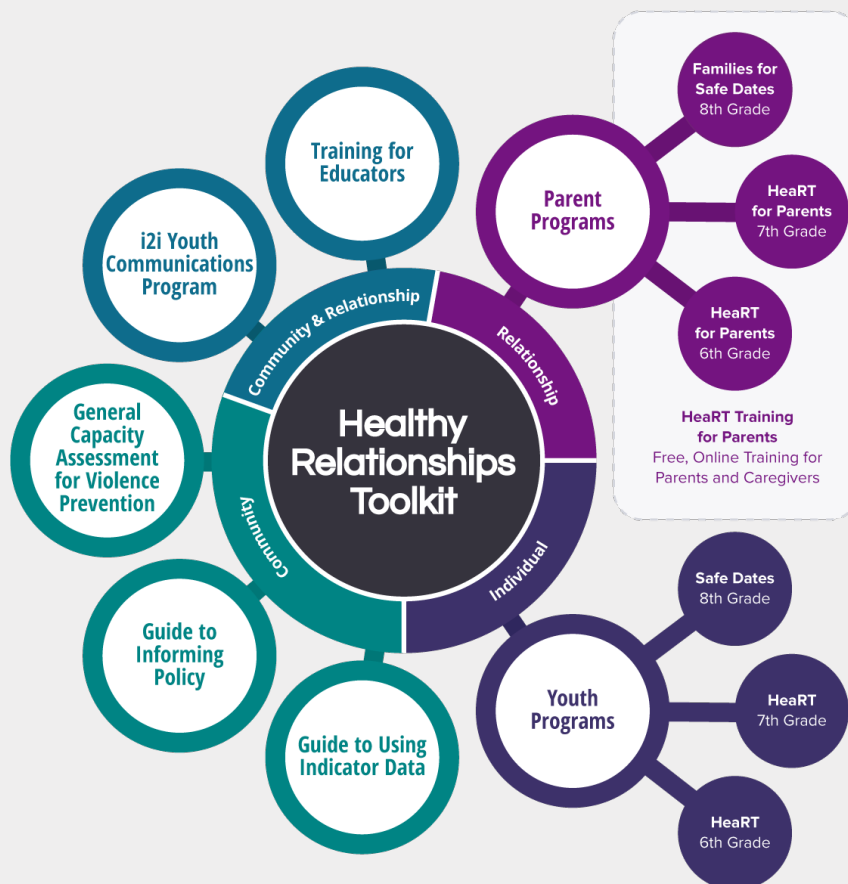 Healthy
Relationships
Toolkit
Community & Relationship
Relationship
Individual
Community
Training for
Educators
i2i Youth
Communications
Program
General
Capacity
Assessment
for Violence
Prevention
Guide to
Informing
Policy
Guide to Using
Indicator Data
Parent
Programs
Families for
Safe Dates
8th Grade
HeaRT
for Parents
7th Grade
HeaRT
for Parents
6th Grade
HeaRT Training
for Parents
Free, Online Training for
Parents and Caregivers
Youth
Programs
Safe Dates
8th Grade
HeaRT
7th Grade
HeaRT
6th Grade